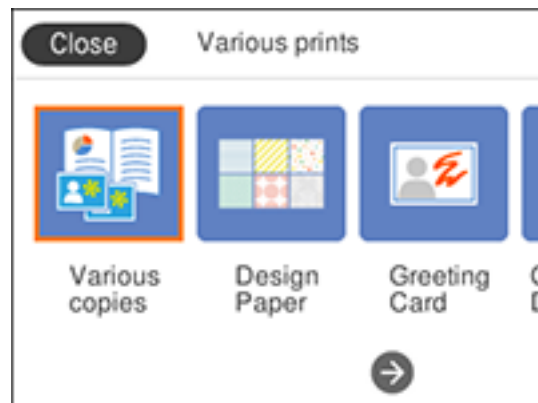 Close
Various prints
Various
copies
Design
Paper
Greeting
Card